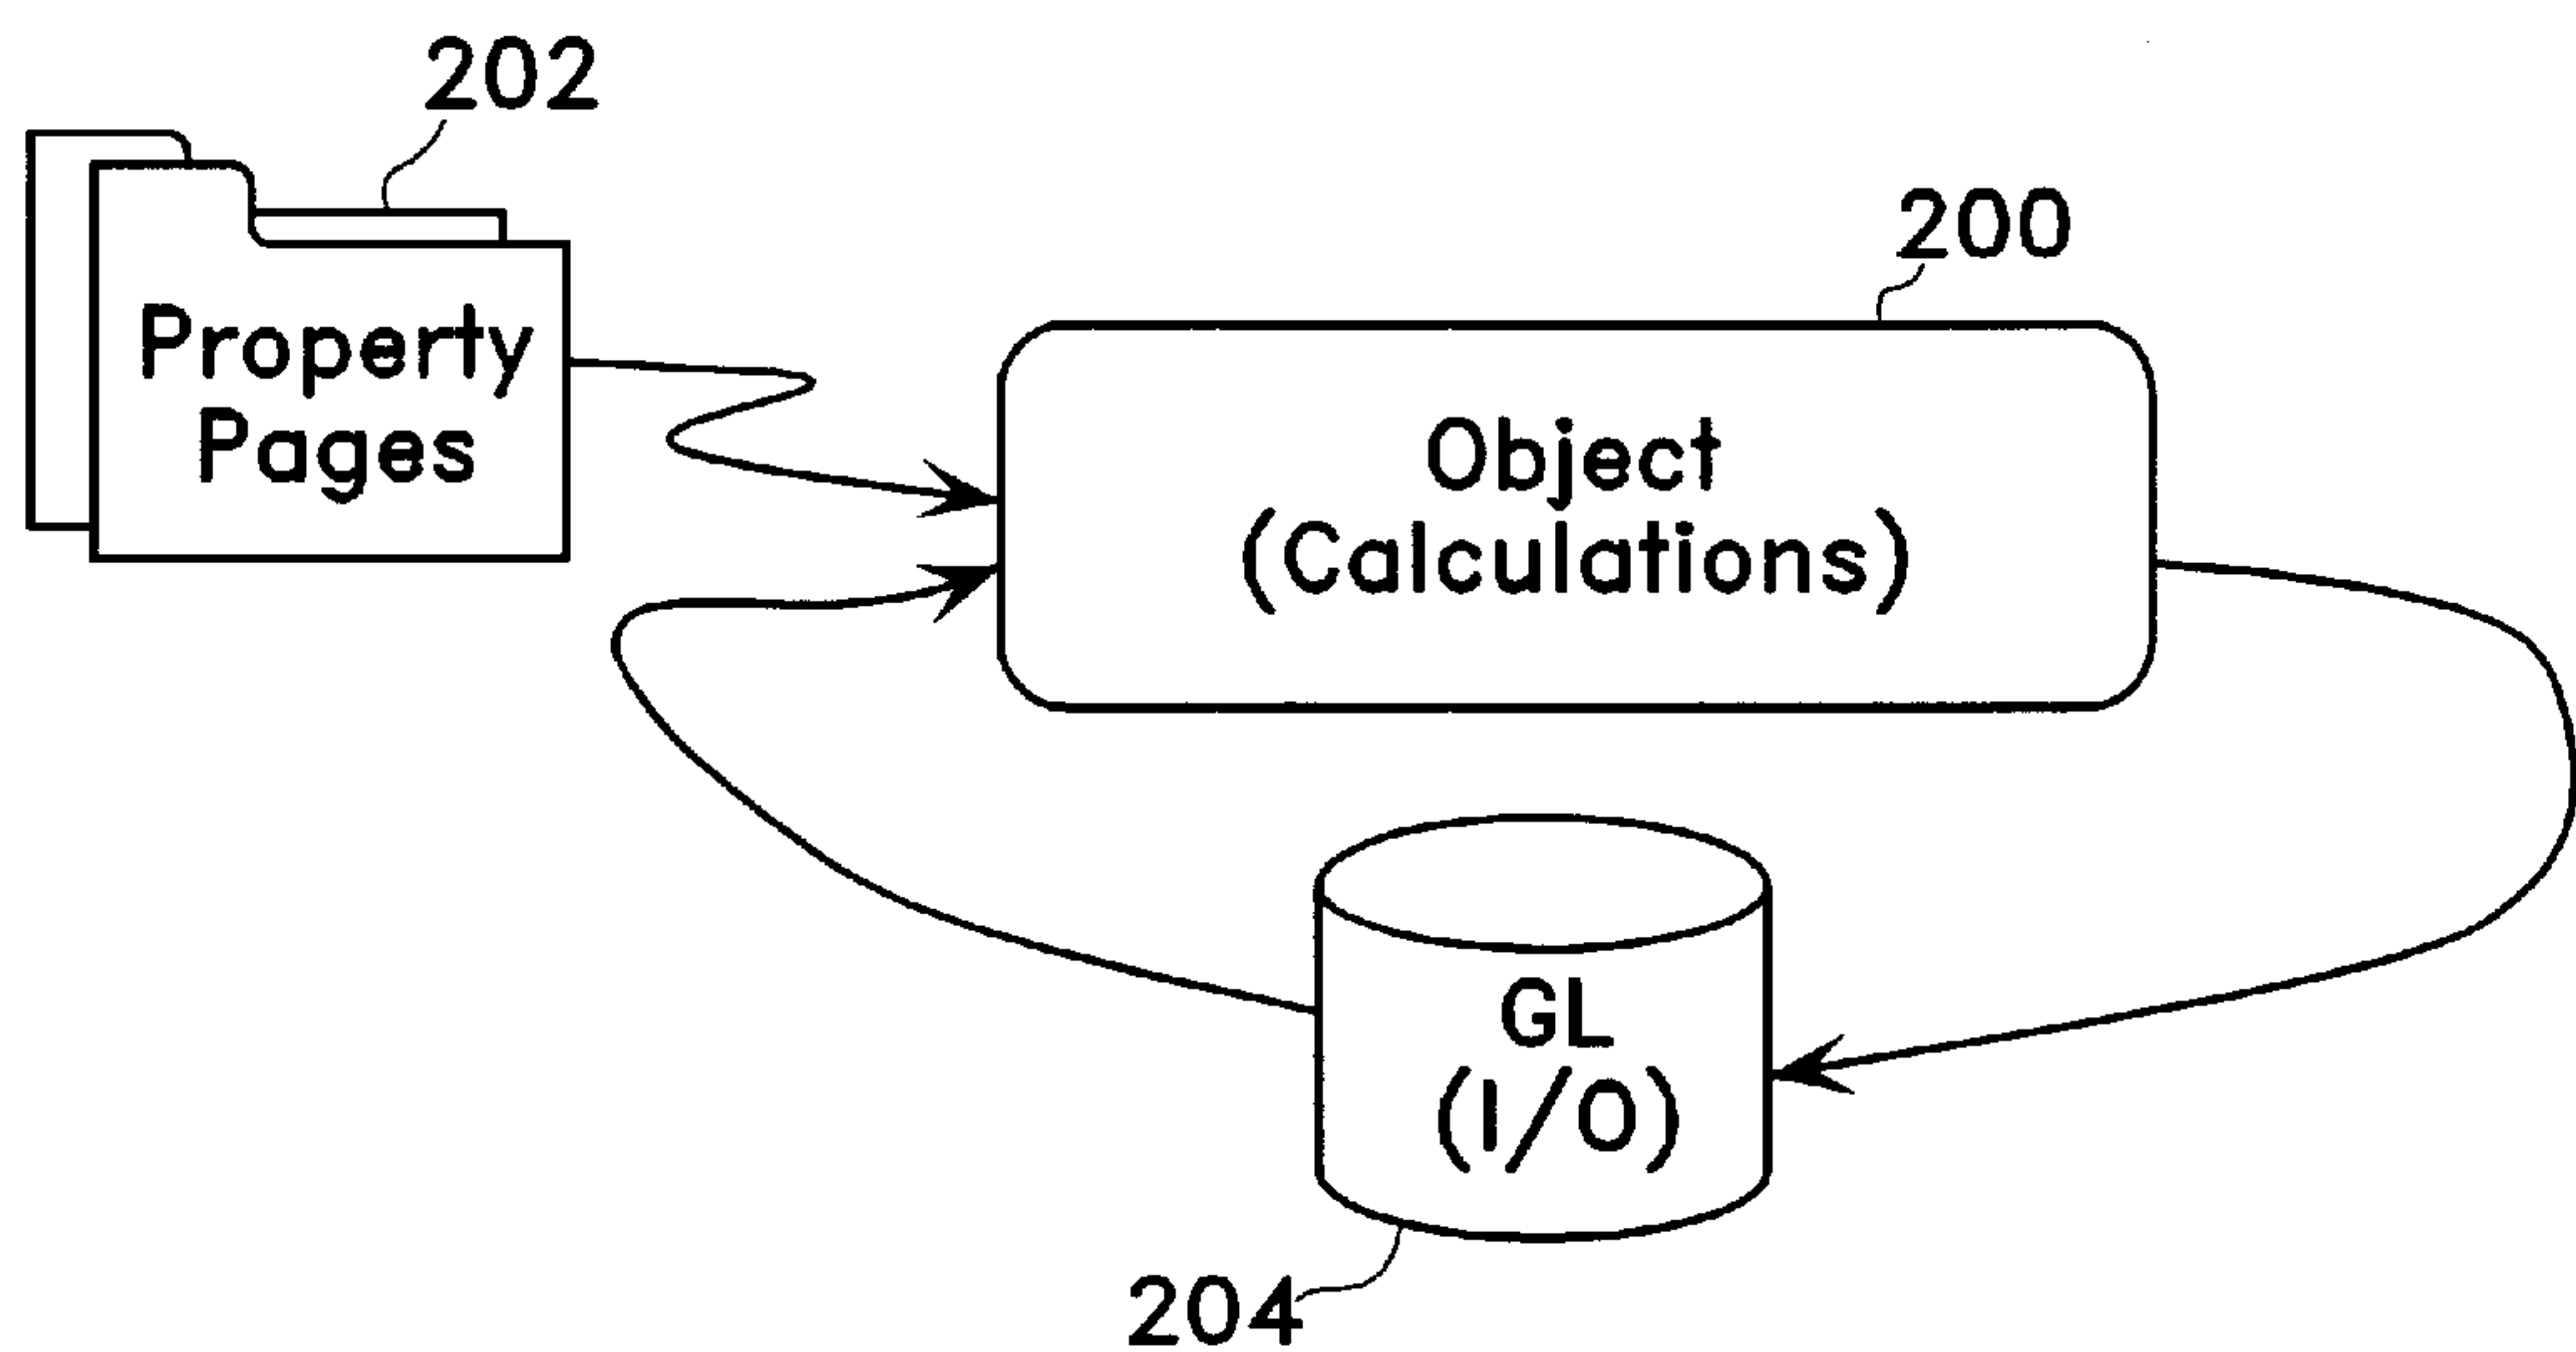 202
Property
Pages
200
Object
(Calculations)
GL
(I/O)
204